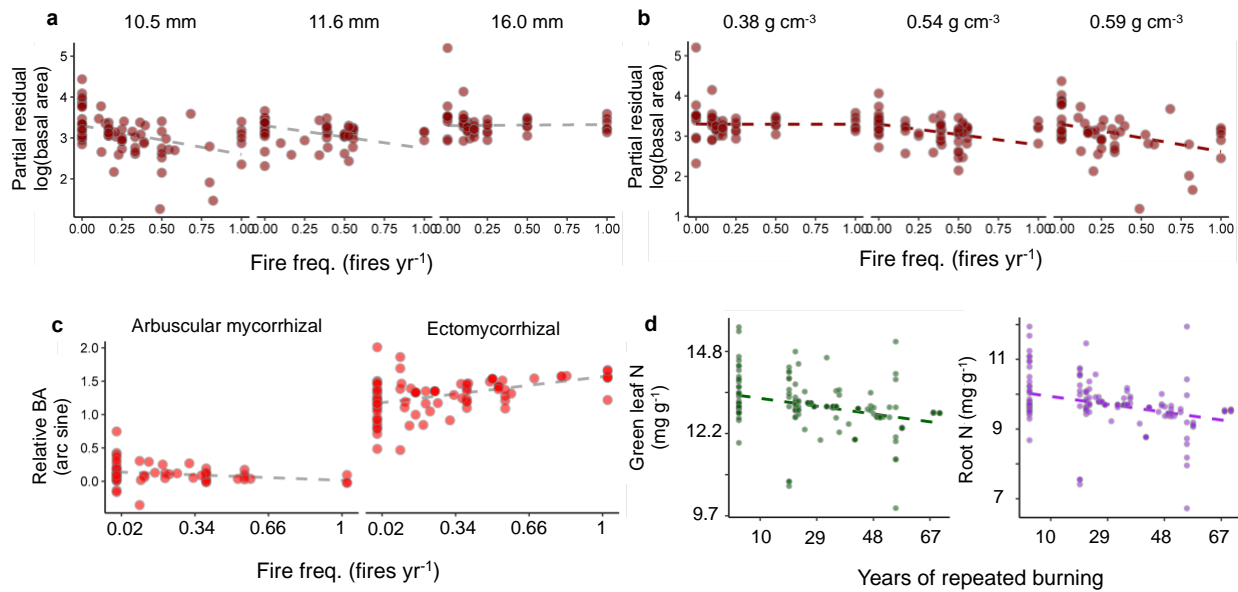 a
10.5 mm
11.6 mm
16.0 mm
Partial residual
log(basal area)
5
4
3
2
0.00 0.25 0.50 0.75 1.00
0.00 0.25 0.50 0.75 1.00
0.00 0.25 0.50 0.75 1.00
Fire freq. (fires yr-1)
b
0.38 g cm-3
0.54 g cm-3
0.59 g cm-3
Partial residual
log(basal area)
5
4
3
2
1
0.00 0.25 0.50 0.75 1.00
0.00 0.25 0.50 0.75 1.00
0.00 0.25 0.50 0.75 1.00
Fire freq. (fires yr-1)
c
Arbuscular mycorrhizal
Ectomycorrhizal
Relative BA
(arc sine)
2.0
1.5
1.0
0.5
0.0
0.02 0.34 0.66 1
0.02 0.34 0.66 1
Fire freq. (fires yr-1)
d
Green leaf N
(mg g-1)
14.8
12.2
9.7
10 29 48 67
Root N (mg g-1)
11
9
7
10 29 48 67
Years of repeated burning